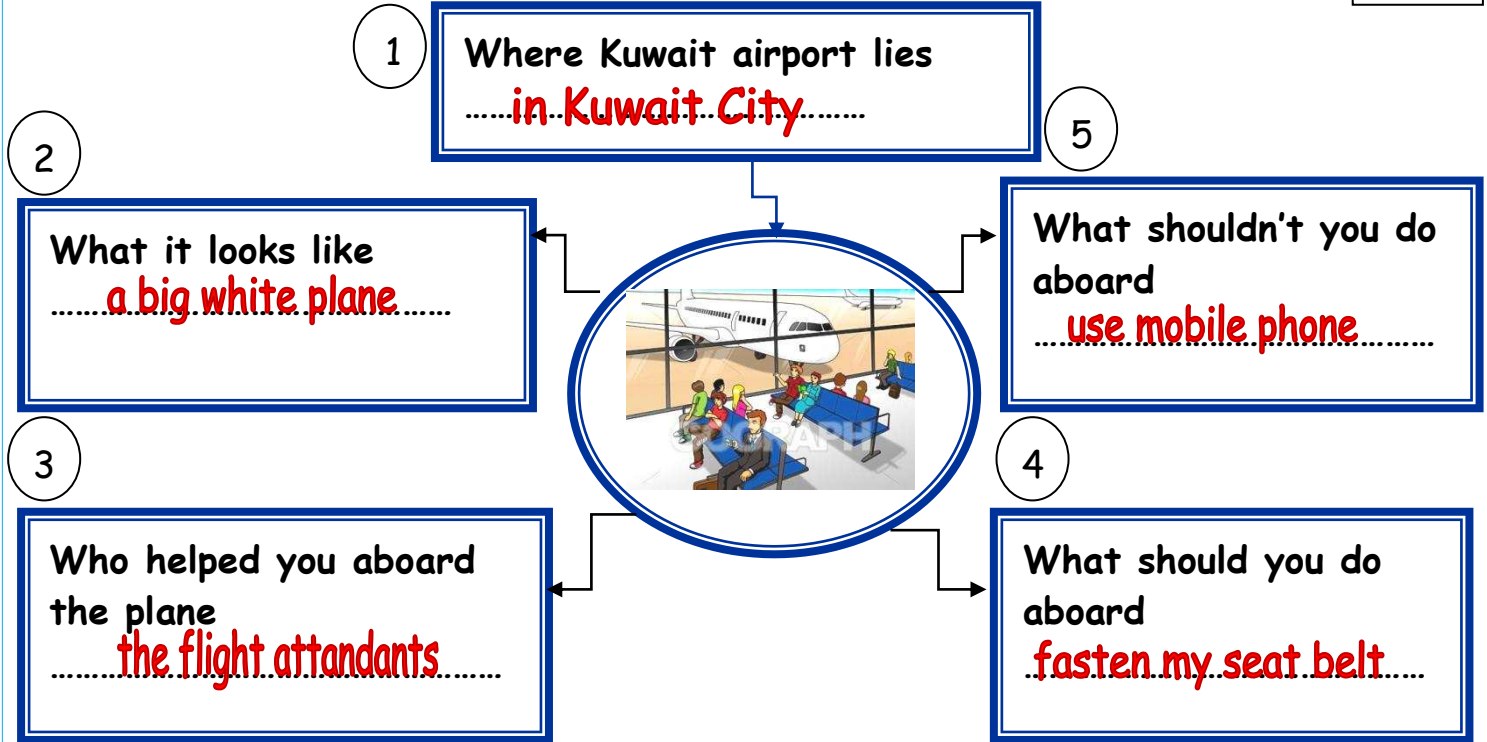 1
Where Kuwait airport lies
......in Kuwait City......
2
What it looks like
......a big white plane......
3
Who helped you aboard
the plane
......the flight attandants......
4
What should you do
aboard
fasten my seat belt......
5
What shouldn't you do
aboard
......use mobile phone......